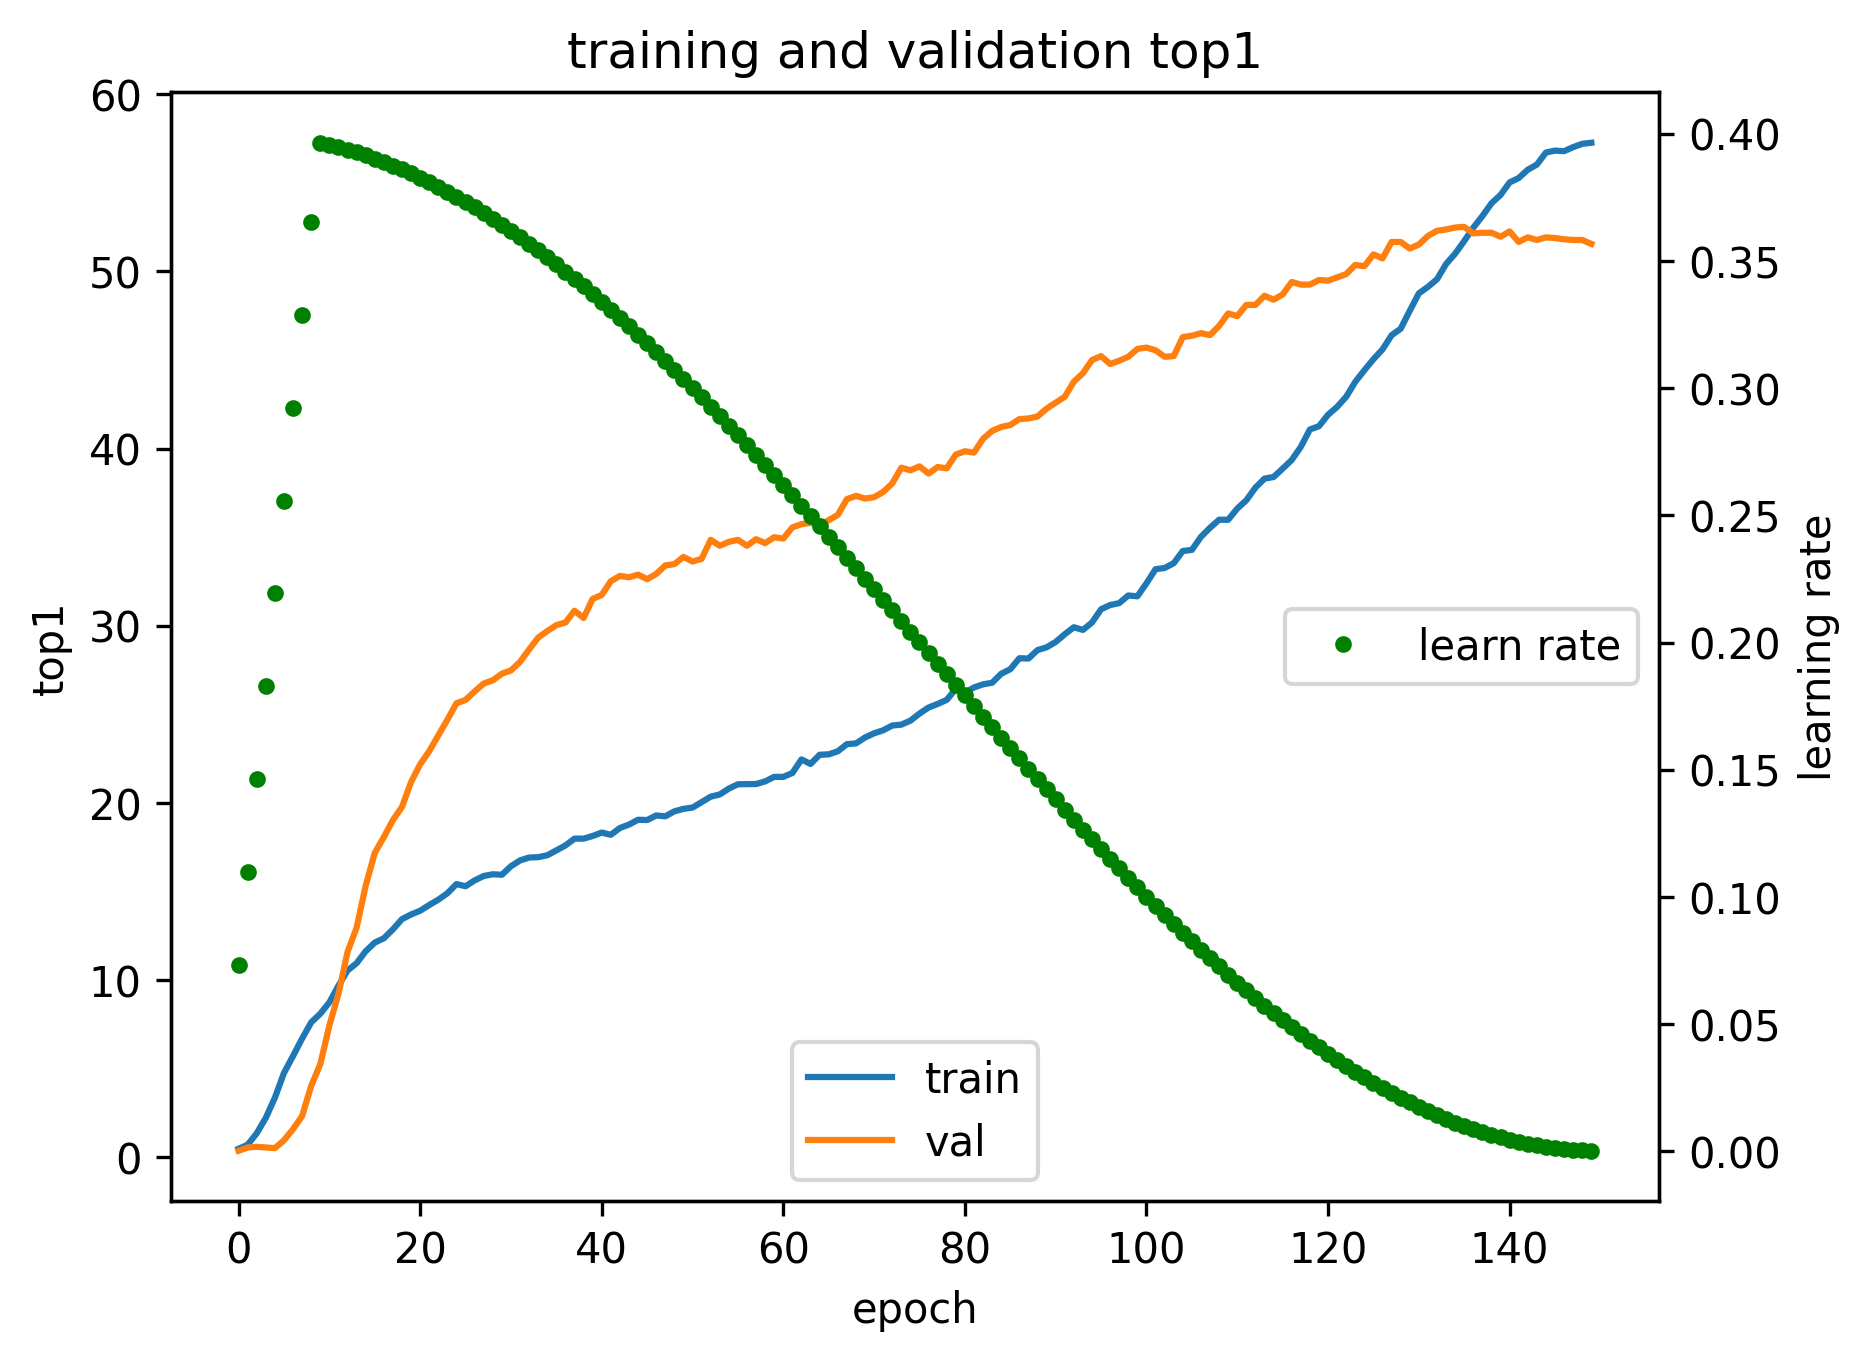 training and validation top1
60
50
40
30
20
10
0
top1
0.40
0.35
0.30
0.25
0.20
0.15
0.10
0.05
0.00
learning rate
learn rate
train
val
0 20 40 60 80 100 120 140
epoch